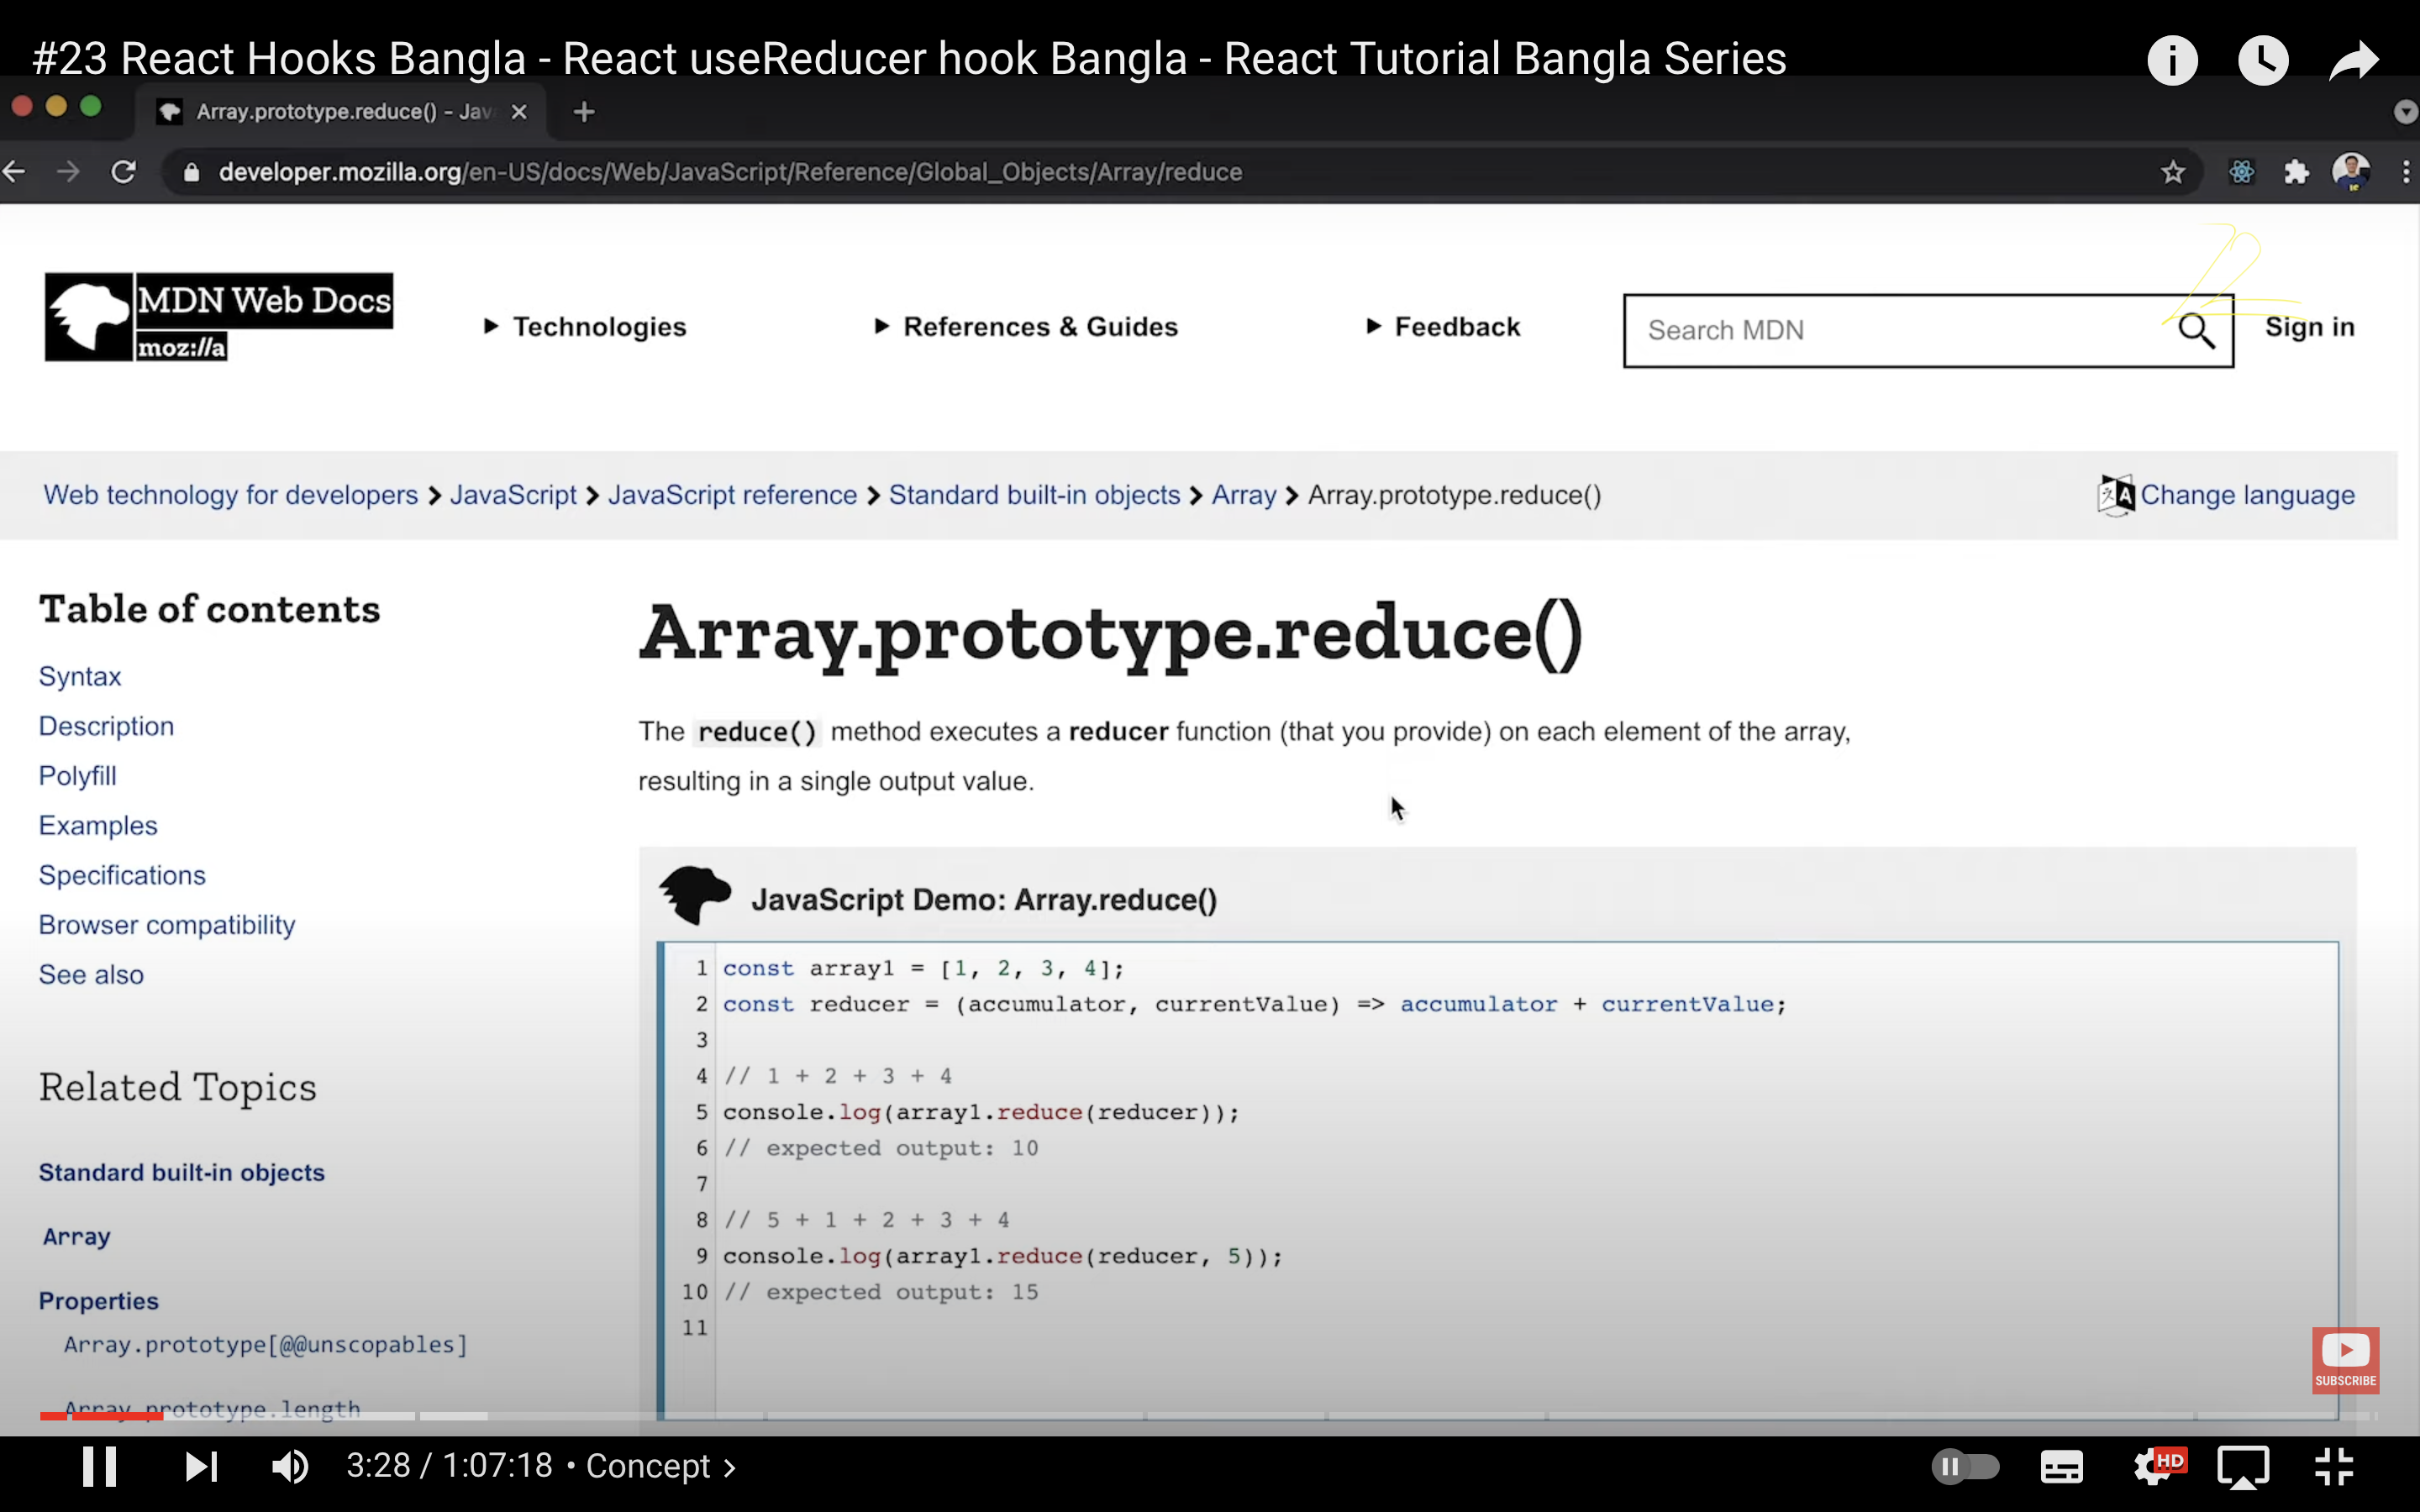 #23 React Hooks Bangla - React useReducer hook Bangla - React Tutorial Bangla Series
Array.prototype.reduce() - Jav
developer.mozilla.org/en-US/docs/Web/JavaScript/Reference/Global_Objects/Array/reduce
MDN Web Docs
moz://a
Technologies
References & Guides
Feedback
Search MDN
Sign in
Web technology for developers > JavaScript > JavaScript reference > Standard built-in objects > Array > Array.prototype.reduce()
Change language
Table of contents
Syntax
Description
Polyfill
Examples
Specifications
Browser compatibility
See also
Related Topics
Standard built-in objects
Array
Properties
Array.prototype[@@unscopables]
Array.prototype.length
Array.prototype.reduce()
The reduce() method executes a reducer function (that you provide) on each element of the array,
resulting in a single output value.
JavaScript Demo: Array.reduce()
1 const array1 = [1, 2, 3, 4];
2 const reducer = (accumulator, currentValue) => accumulator + currentValue;
3
4 // 1 + 2 + 3 + 4
5 console.log(array1.reduce(reducer));
6 // expected output: 10
7
8 // 5 + 1 + 2 + 3 + 4
9 console.log(array1.reduce(reducer, 5));
10 // expected output: 15
11
SUBSCRIBE
3:28 / 1:07:18 • Concept >
HD